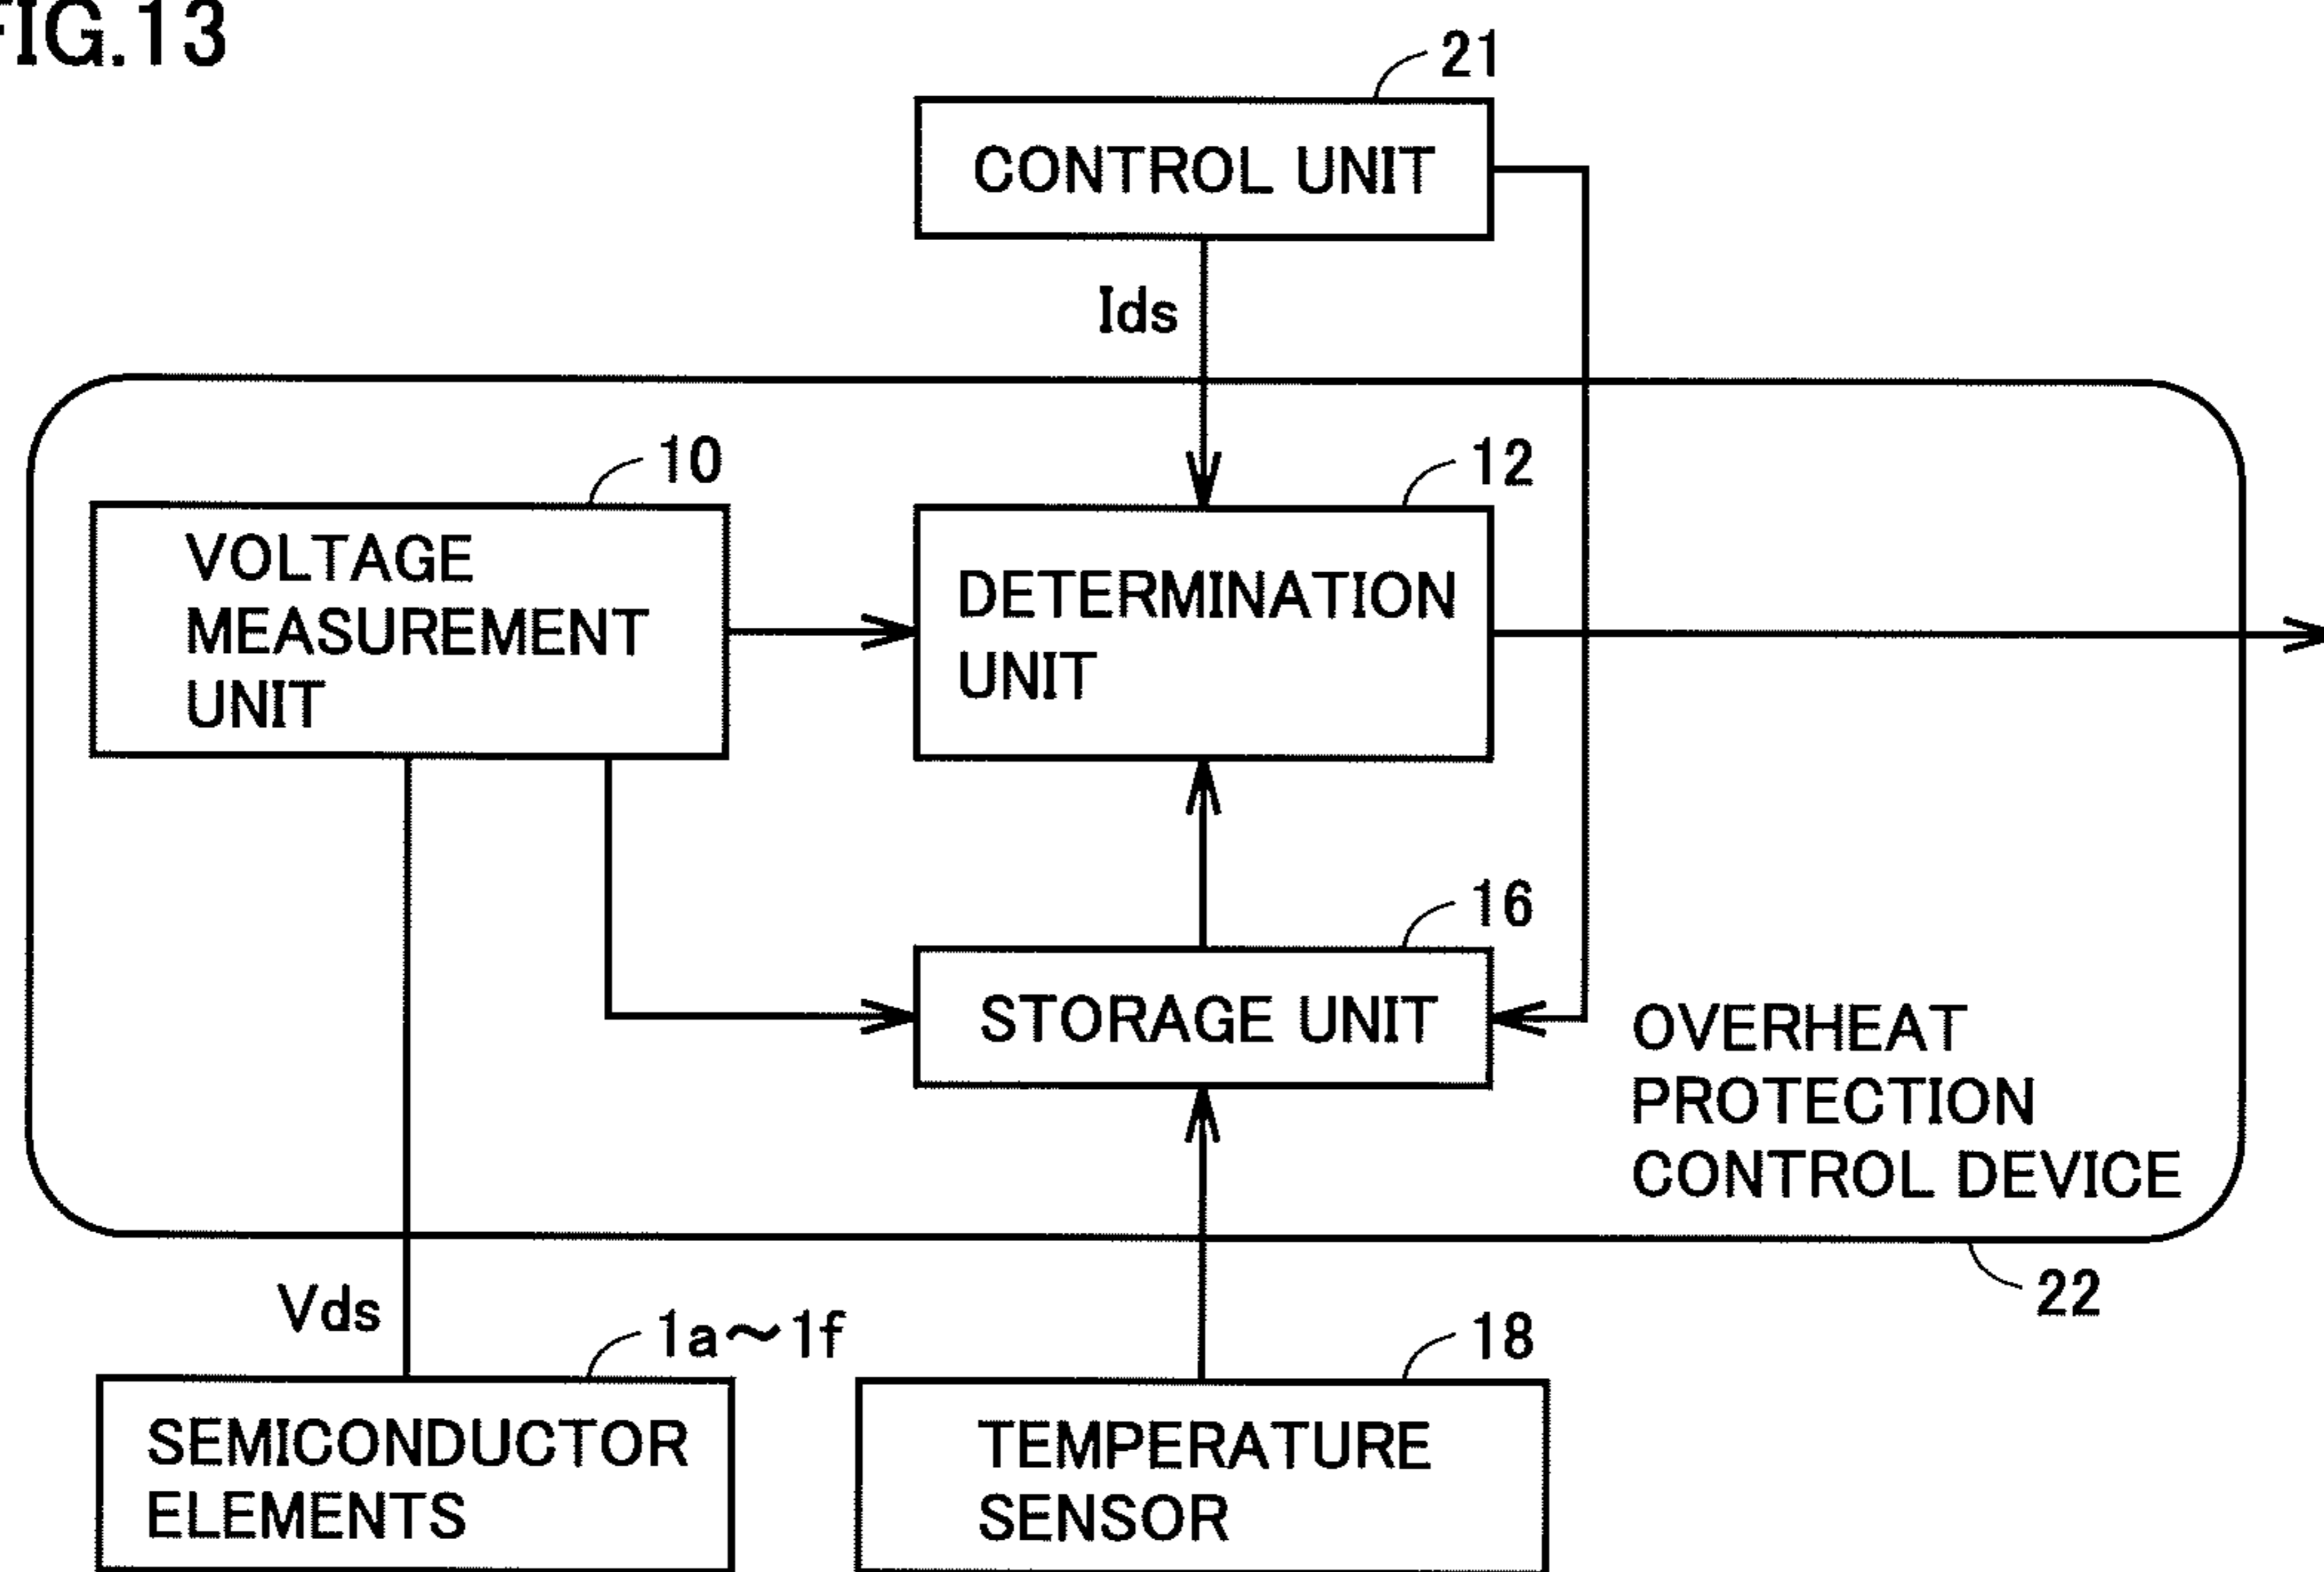 FIG.13
21
CONTROL UNIT
Ids
10
12
VOLTAGE
MEASUREMENT
UNIT
DETERMINATION
UNIT
16
STORAGE UNIT
OVERHEAT
PROTECTION
CONTROL DEVICE
22
Vds
1a～1f
18
SEMICONDUCTOR
ELEMENTS
TEMPERATURE
SENSOR